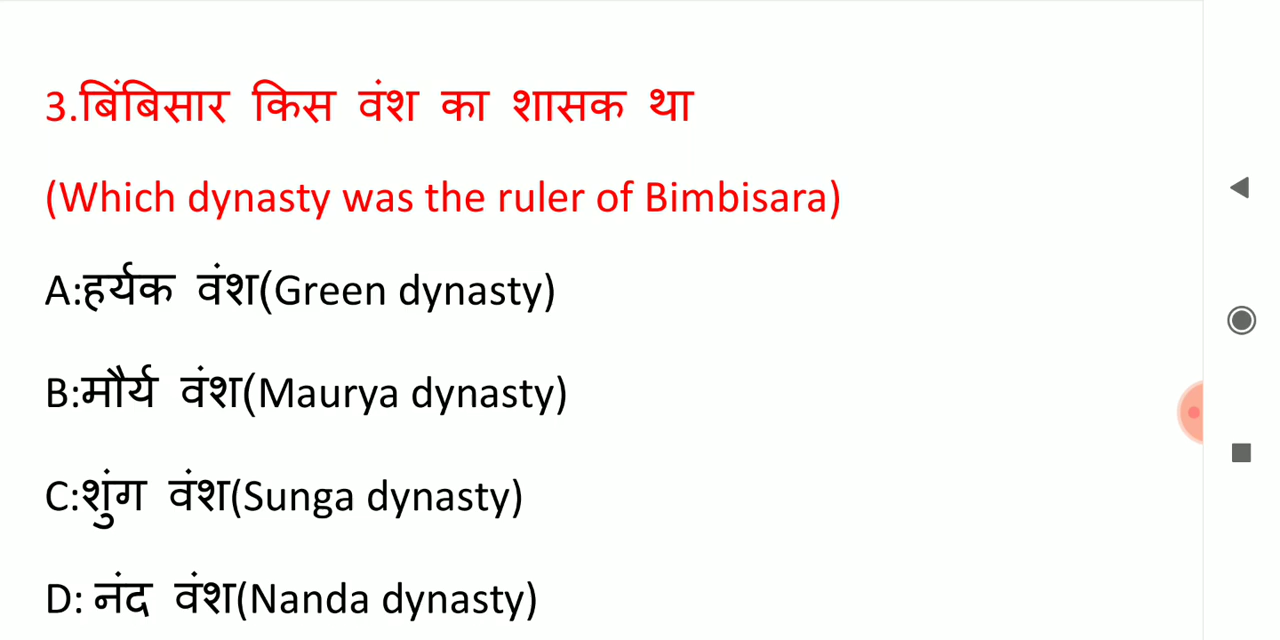 3.बिंबिसार किस वंश का शासक था
(Which dynasty was the ruler of Bimbisara)
A:हर्यक वंश(Green dynasty)
B:मौर्य वंश(Maurya dynasty)
C:शुंग वंश(Sunga dynasty)
D: नंद वंश(Nanda dynasty)